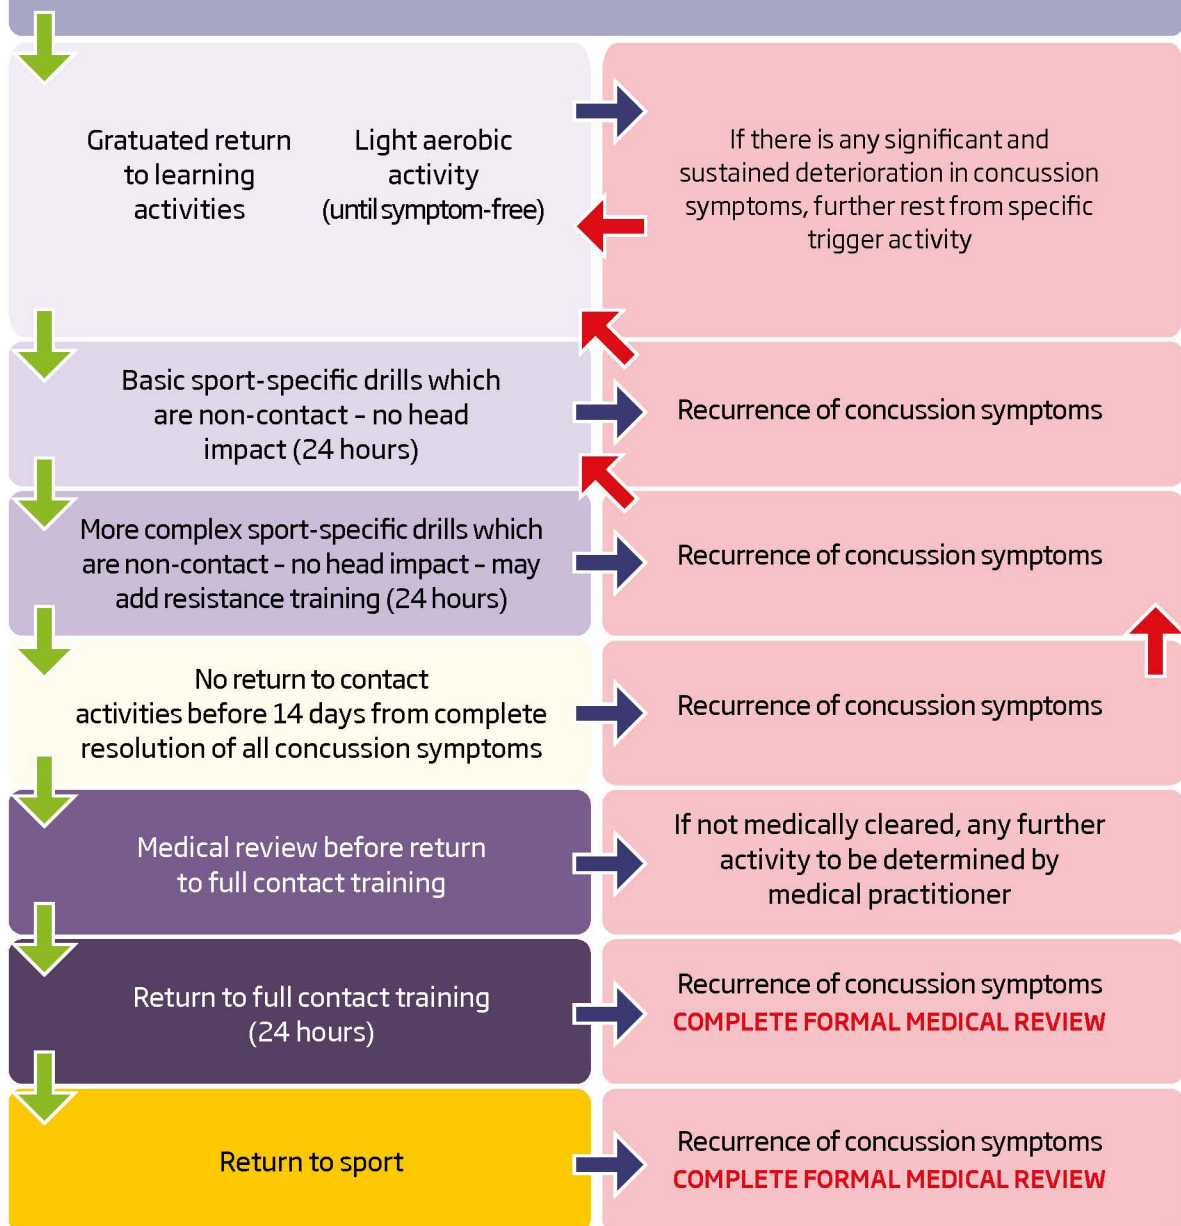 Gratuated return
to learning
activities
Light aerobic
activity
(until symptom-free)
If there is any significant and
sustained deterioration in concussion
symptoms, further rest from specific
trigger activity
Basic sport-specific drills which
are non-contact – no head
impact (24 hours)
Recurrence of concussion symptoms
More complex sport-specific drills which
are non-contact – no head impact – may
add resistance training (24 hours)
Recurrence of concussion symptoms
No return to contact
activities before 14 days from complete
resolution of all concussion symptoms
Recurrence of concussion symptoms
Medical review before return
to full contact training
If not medically cleared, any further
activity to be determined by
medical practitioner
Return to full contact training
(24 hours)
Recurrence of concussion symptoms
COMPLETE FORMAL MEDICAL REVIEW
Return to sport
Recurrence of concussion symptoms
COMPLETE FORMAL MEDICAL REVIEW